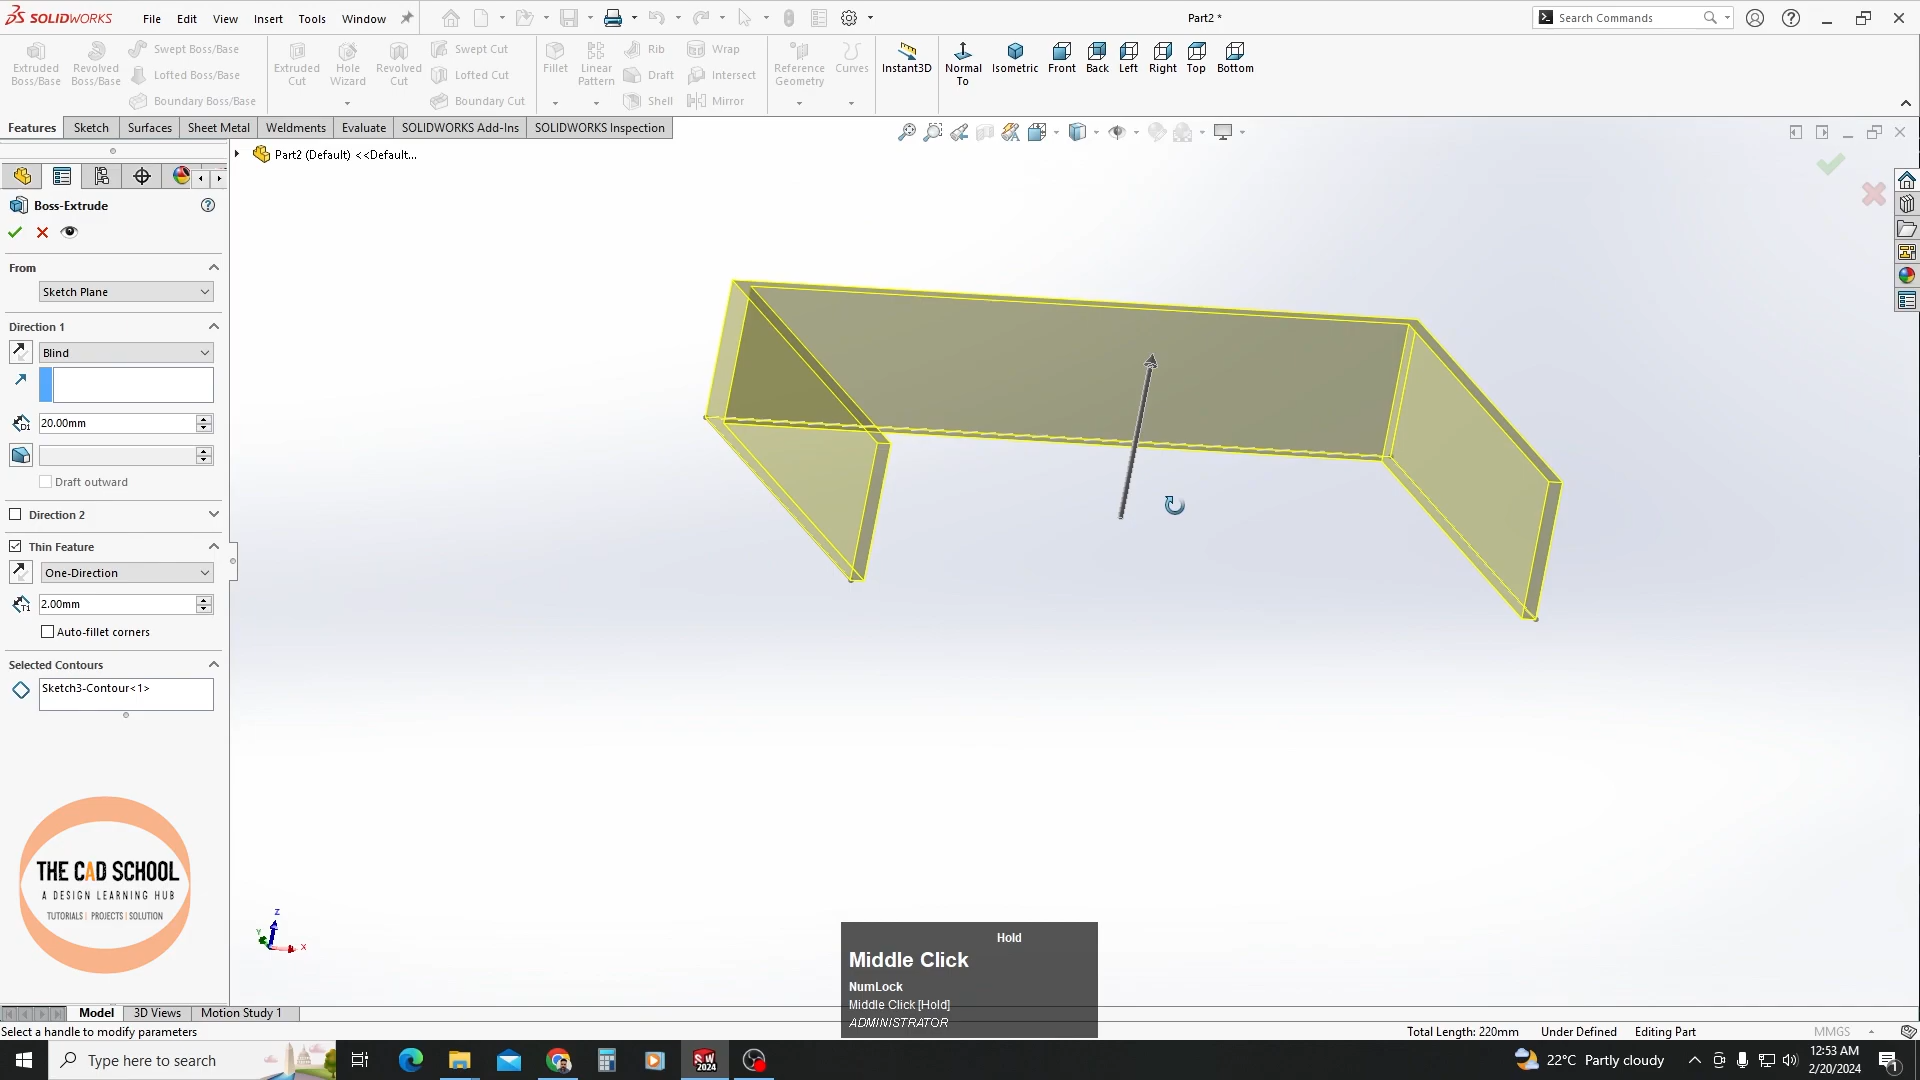 SOLIDWORKS File Edit View Insert Tools Window
Part2 *
Search Commands
Extruded Boss/Base
Revolved Boss/Base
Swept Boss/Base
Lofted Boss/Base
Boundary Boss/Base
Extruded Cut
Hole Wizard
Revolved Cut
Swept Cut
Lofted Cut
Boundary Cut
Fillet
Linear Pattern
Rib
Draft
Shell
Wrap
Intersect
Mirror
Reference Geometry
Curves
Instant3D
Normal To
Isometric
Front
Back
Left
Right
Top
Bottom
Features Sketch Surfaces Sheet Metal Weldments Evaluate SOLIDWORKS Add-Ins SOLIDWORKS Inspection
Part2 (Default) <<Default...
Boss-Extrude
From
Sketch Plane
Direction 1
Blind
D1
20.00mm
Draft outward
Direction 2
Thin Feature
One-Direction
T1
2.00mm
Auto-fillet corners
Selected Contours
Sketch3-Contour<1>
THE CAD SCHOOL
A DESIGN LEARNING HUB
TUTORIALS | PROJECTS | SOLUTION
Z
Y
X
Hold
Middle Click
NumLock
Middle Click [Hold]
ADMINISTRATOR
Model 3D Views Motion Study 1
Select a handle to modify parameters
Total Length: 220mm Under Defined Editing Part MMGS
Type here to search
SW 2024
22°C Partly cloudy
12:53 AM
2/20/2024
1